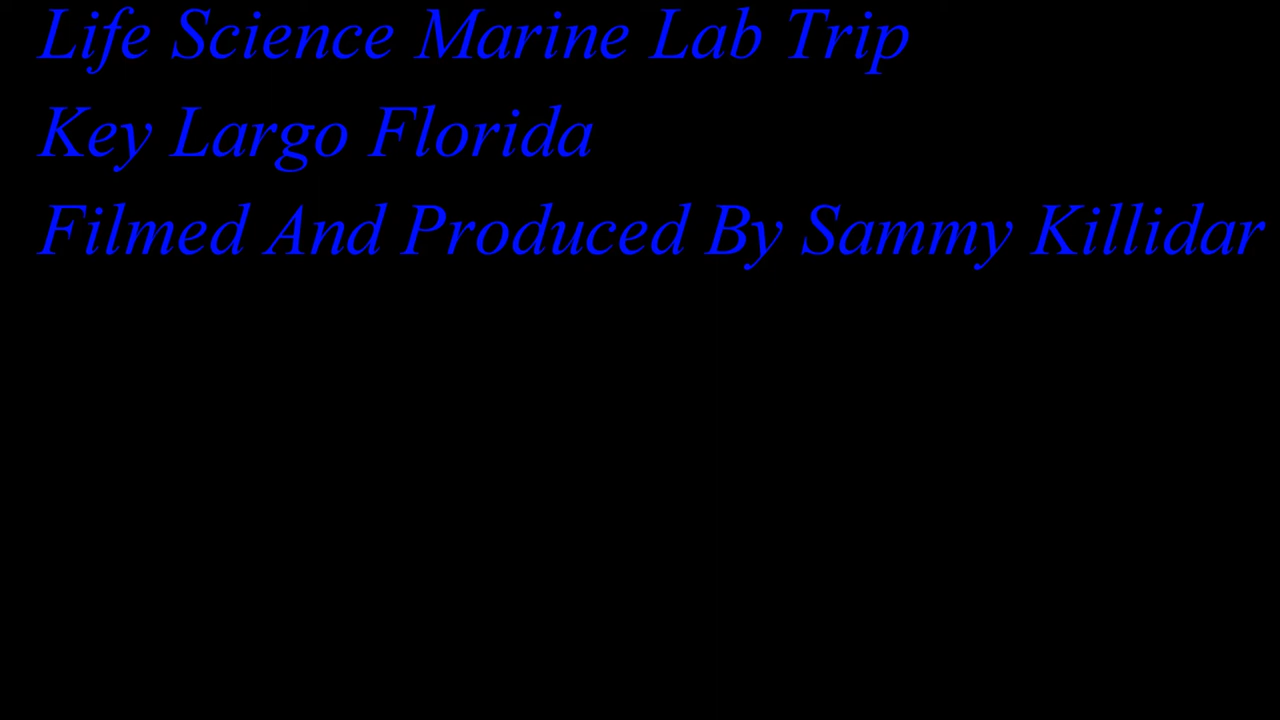 Life Science Marine Lab Trip
Key Largo Florida
Filmed And Produced By Sammy Killidar